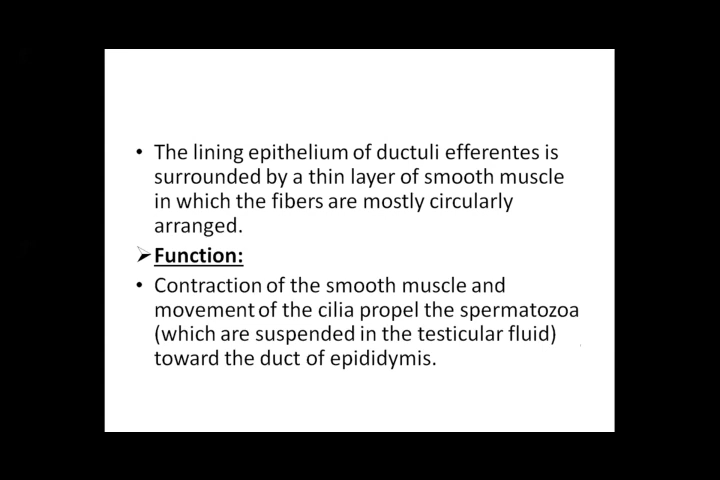 • The lining epithelium of ductuli efferentes is
surrounded by a thin layer of smooth muscle
in which the fibers are mostly circularly
arranged.
➢ Function:
• Contraction of the smooth muscle and
movement of the cilia propel the spermatozoa
(which are suspended in the testicular fluid)
toward the duct of epididymis.